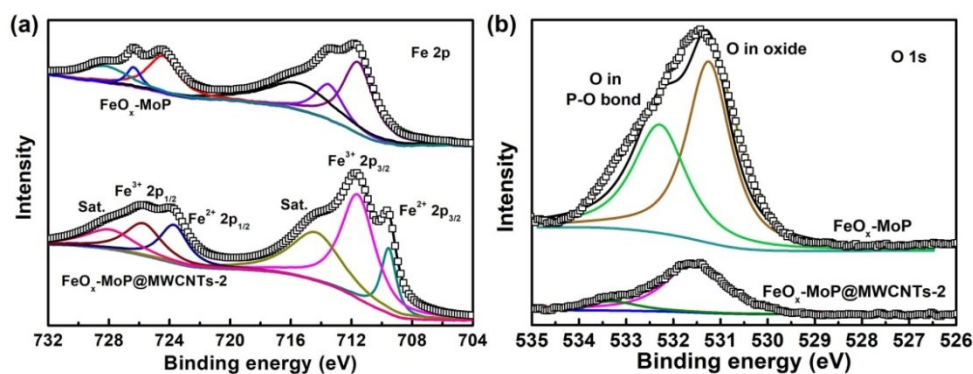 (a)
Fe 2p
FeOₓ-MoP
Fe³⁺ 2p₃/₂
Fe³⁺ 2p₁/₂
Sat.
Fe²⁺ 2p₁/₂
Sat.
Fe²⁺ 2p₃/₂
FeOₓ-MoP@MWCNTs-2
Intensity
732 728 724 720 716 712 708 704
Binding energy (eV)
(b)
O 1s
O in oxide
O in
P-O bond
FeOₓ-MoP
FeOₓ-MoP@MWCNTs-2
Intensity
535 534 533 532 531 530 529 528 527 526
Binding energy (eV)